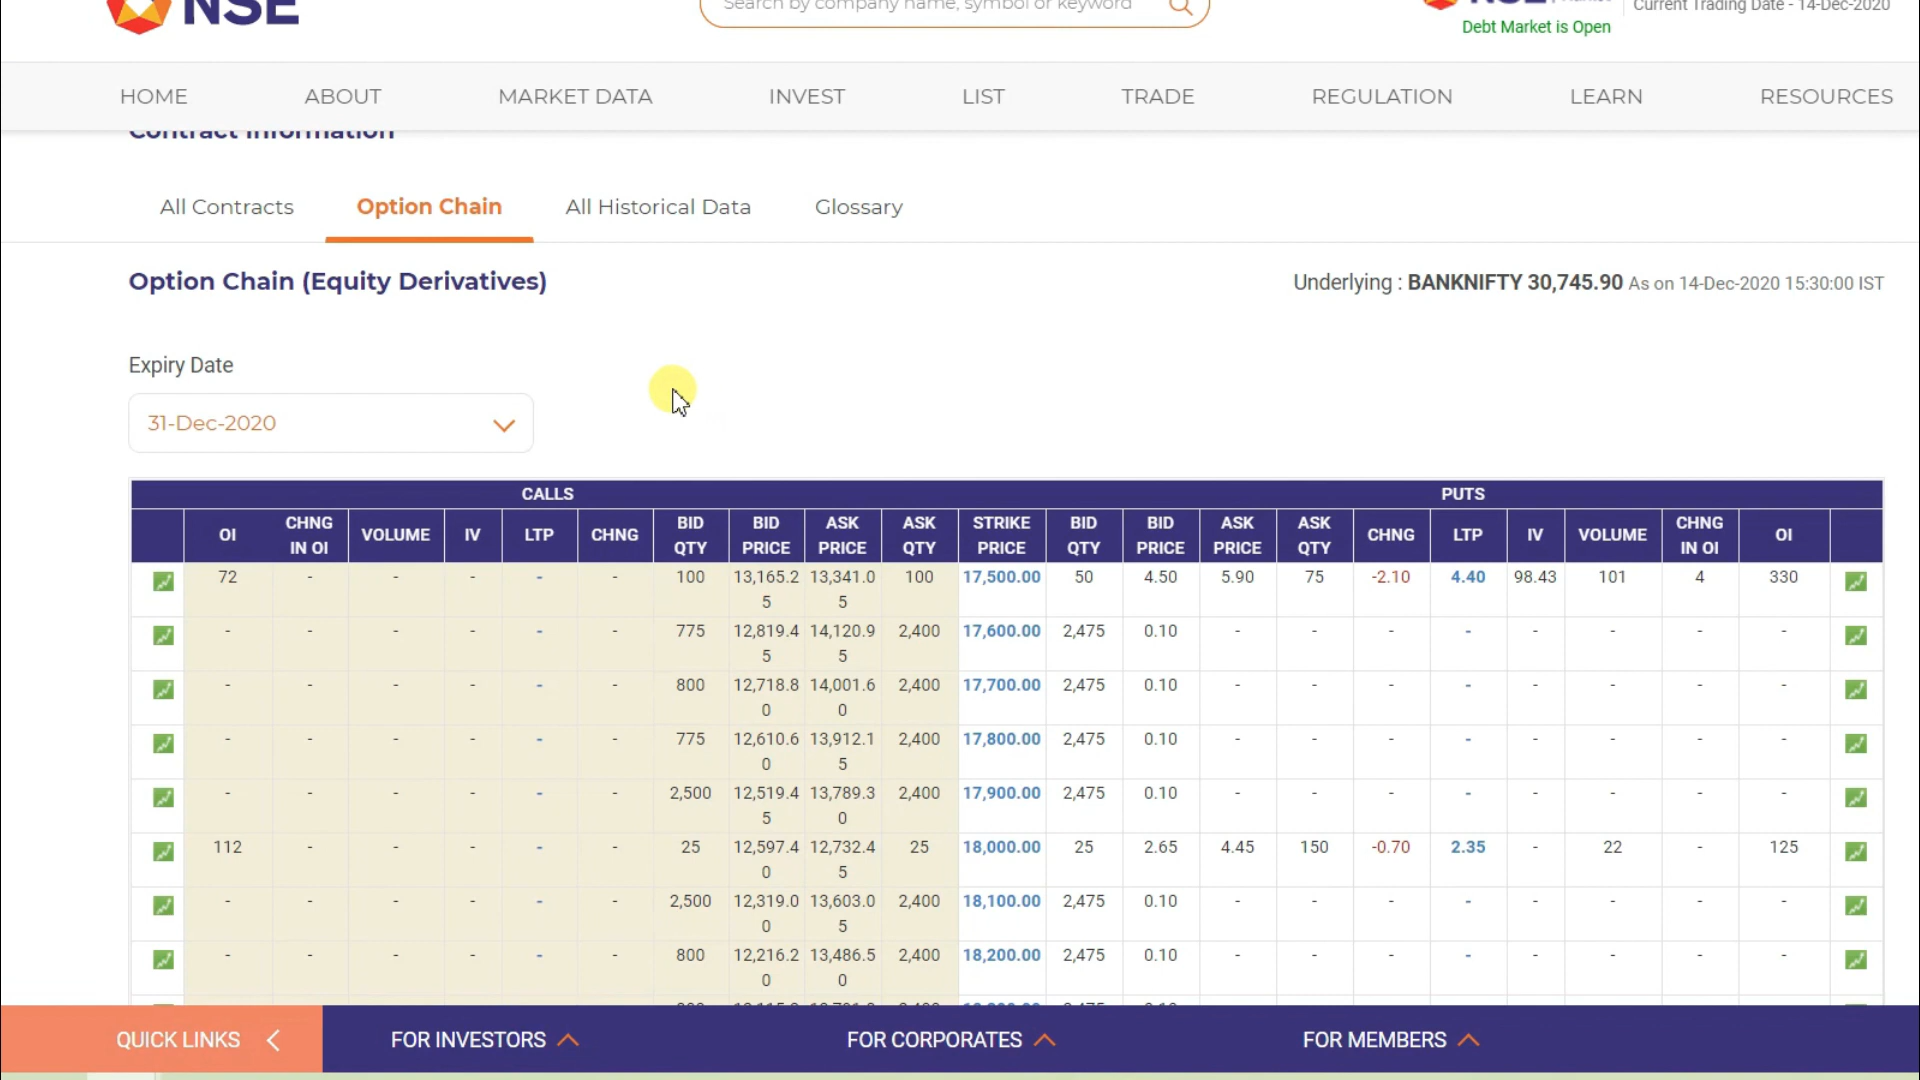 NSE
Search by company name, symbol or keyword
Current Trading Date - 14-Dec-2020
Debt Market is Open
HOME ABOUT MARKET DATA INVEST LIST TRADE REGULATION LEARN RESOURCES
Contract Information
All Contracts Option Chain All Historical Data Glossary
Option Chain (Equity Derivatives)
Underlying : BANKNIFTY 30,745.90 As on 14-Dec-2020 15:30:00 IST
Expiry Date
31-Dec-2020
CALLS PUTS
OI CHNG IN OI VOLUME IV LTP CHNG BID QTY BID PRICE ASK PRICE ASK QTY STRIKE PRICE BID QTY BID PRICE ASK PRICE ASK QTY CHNG LTP IV VOLUME CHNG IN OI OI
72 - - - - - 100 13,165.25 13,341.05 100 17,500.00 50 4.50 5.90 75 -2.10 4.40 98.43 101 4 330
- - - - - - 775 12,819.45 14,120.95 2,400 17,600.00 2,475 0.10 - - - - - - - -
- - - - - - 800 12,718.80 14,001.60 2,400 17,700.00 2,475 0.10 - - - - - - - -
- - - - - - 775 12,610.60 13,912.15 2,400 17,800.00 2,475 0.10 - - - - - - - -
- - - - - - 2,500 12,519.45 13,789.30 2,400 17,900.00 2,475 0.10 - - - - - - - -
112 - - - - - 25 12,597.40 12,732.45 25 18,000.00 25 2.65 4.45 150 -0.70 2.35 - 22 - 125
- - - - - - 2,500 12,319.00 13,603.05 2,400 18,100.00 2,475 0.10 - - - - - - - -
- - - - - - 800 12,216.20 13,486.50 2,400 18,200.00 2,475 0.10 - - - - - - - -
QUICK LINKS FOR INVESTORS FOR CORPORATES FOR MEMBERS